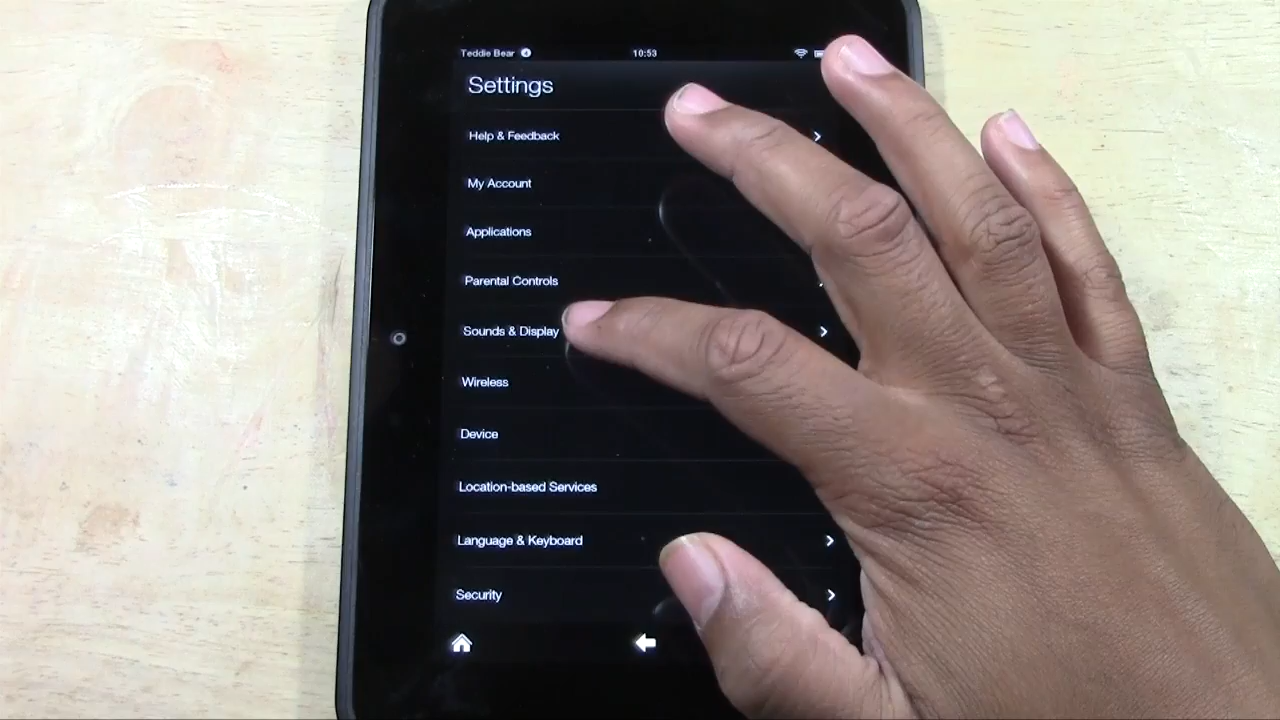 Teddie Bear 4 10:53
Settings
Help & Feedback
My Account
Applications
Parental Controls
Sounds & Display
Wireless
Device
Location-based Services
Language & Keyboard
Security